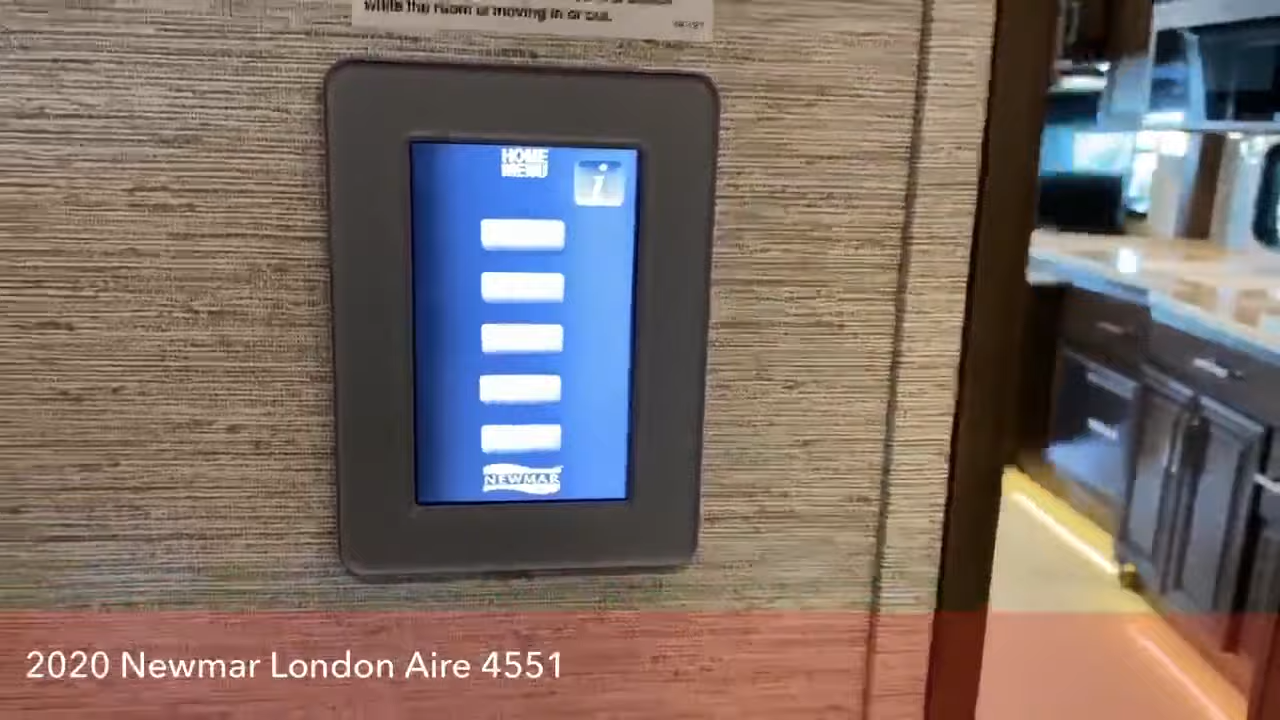 while the room is moving in or out.
HOME
MENU
i
NEWMAR
2020 Newmar London Aire 4551